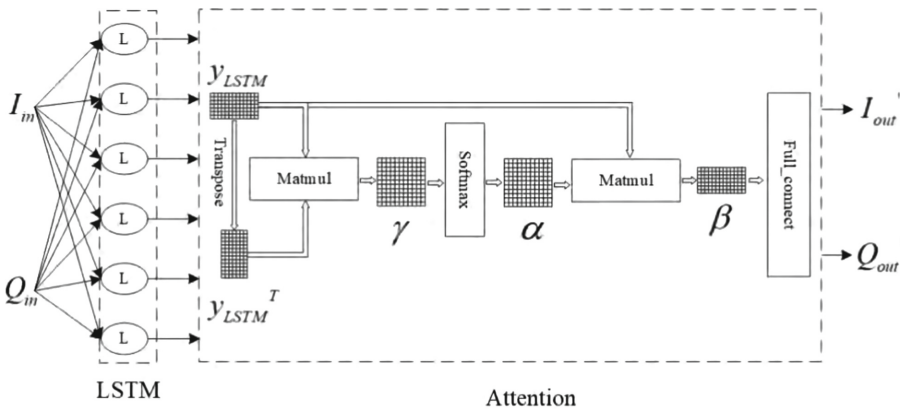 I_in
Q_in
L
L
L
L
L
L
LSTM
y_LSTM
Transpose
y_LSTM^T
Matmul
γ
Softmax
α
Matmul
β
Full_connect
I_out'
Q_out
Attention